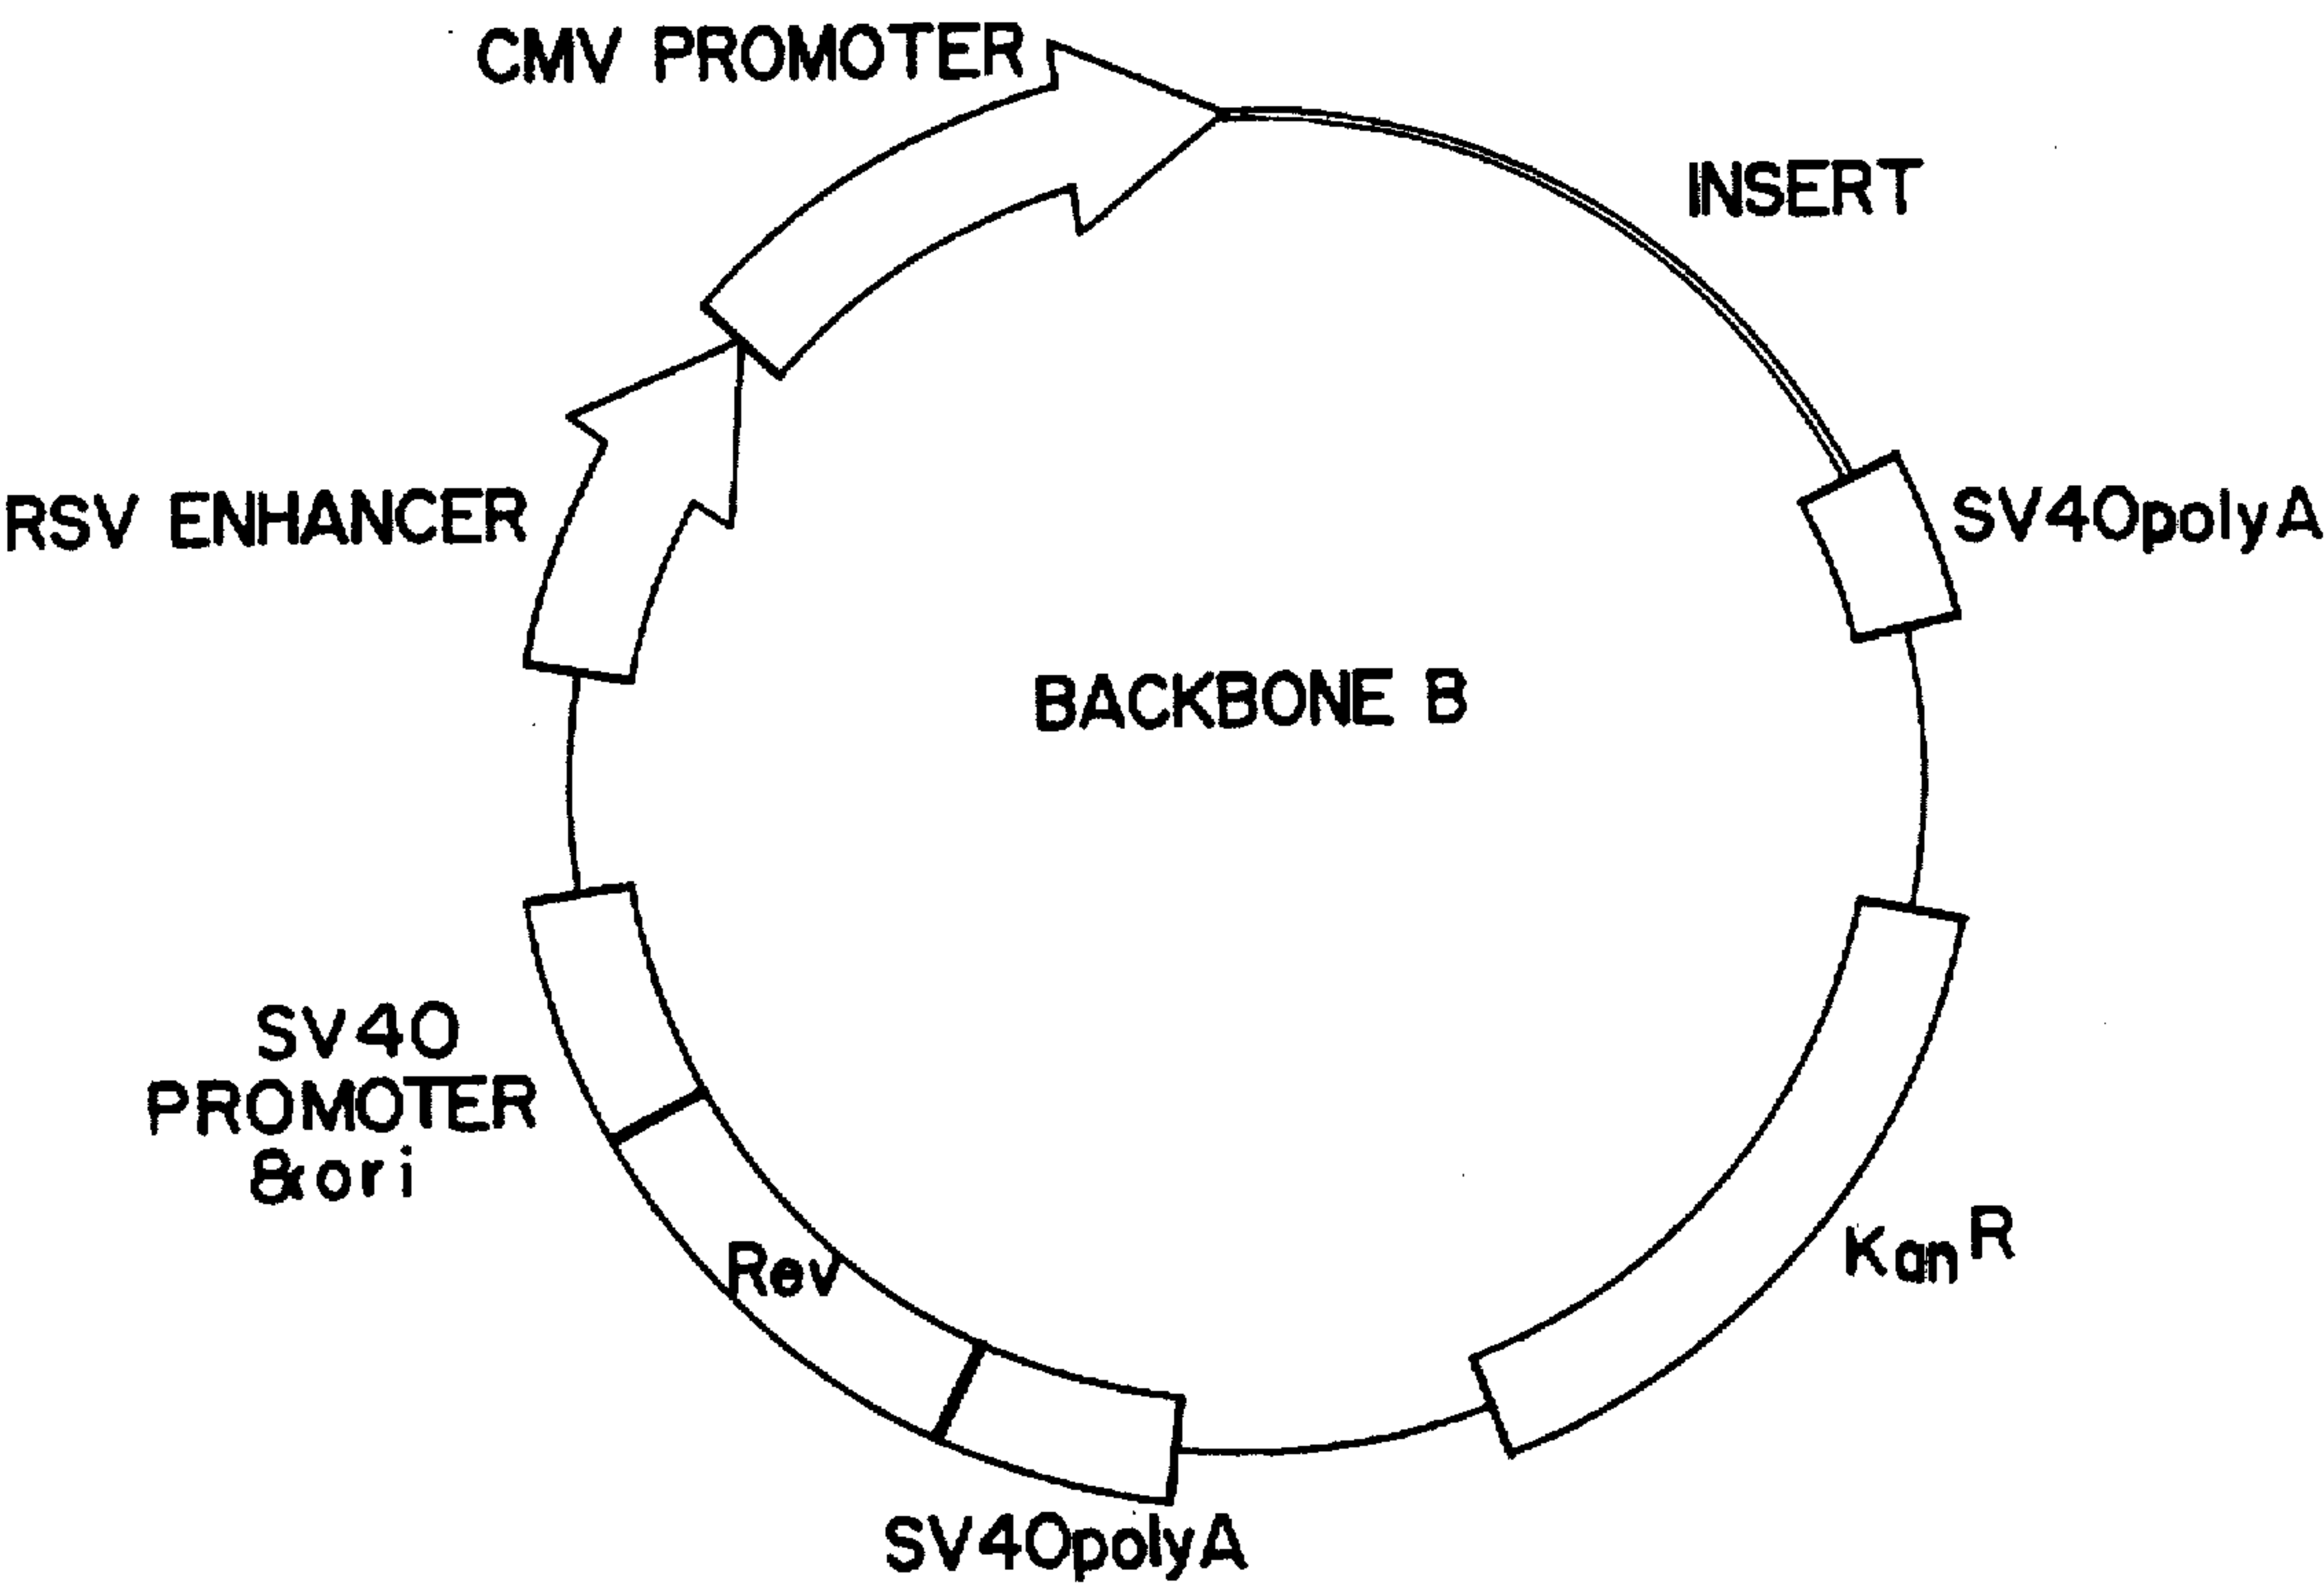 CMV PROMOTER
INSERT
RSV ENHANCER
SV40polyA
BACKBONE B
SV40
PROMOTER
&ori
Rev
KanR
SV40polyA